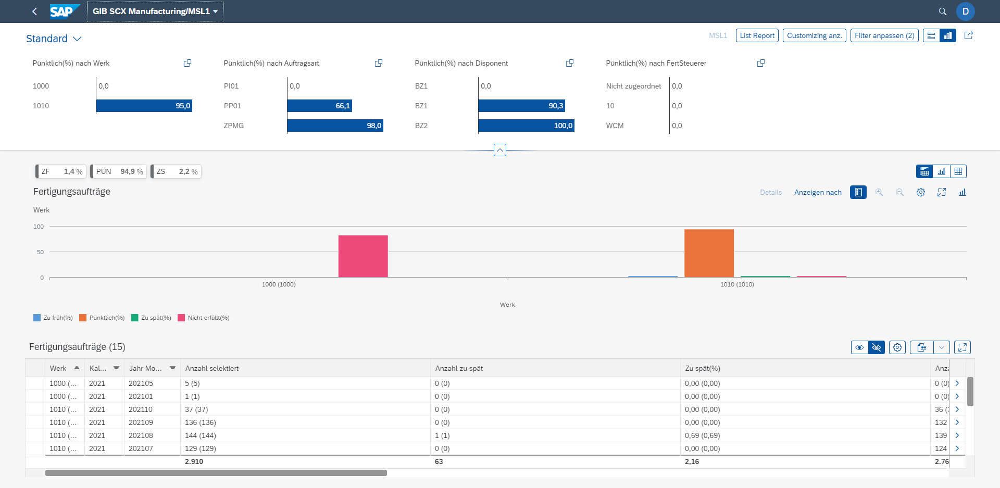 SAP GIB SCX Manufacturing/MSL1 D
Standard MSL1 List Report Customizing anz. Filter anpassen (2)
Pünktlich(%) nach Werk
1000 0,0
1010 95,0
Pünktlich(%) nach Auftragsart
PI01 0,0
PP01 66,1
ZPMG 98,0
Pünktlich(%) nach Disponent
BZ1 0,0
BZ1 90,3
BZ2 100,0
Pünktlich(%) nach FertSteuerer
Nicht zugeordnet 0,0
10 0,0
WCM 0,0
ZF 1,4 % PÜN 94,9 % ZS 2,2 %
Fertigungsaufträge Details Anzeigen nach
Werk
100
50
0
1000 (1000) 1010 (1010)
Werk
Zu früh(%) Pünktlich(%) Zu spät(%) Nicht erfüllt(%)
Fertigungsaufträge (15)
Werk Kal... Jahr Mo... Anzahl selektiert Anzahl zu spät Zu spät(%)
1000 (... 2021 202105 5 (5) 0 (0) 0,00 (0,00) 0 (0)
1000 (... 2021 202101 1 (1) 0 (0) 0,00 (0,00) 0 (0)
1010 (... 2021 202110 37 (37) 0 (0) 0,00 (0,00) 36
1010 (... 2021 202109 136 (136) 0 (0) 0,00 (0,00) 132
1010 (... 2021 202108 144 (144) 1 (1) 0,69 (0,69) 139
1010 (... 2021 202107 129 (129) 0 (0) 0,00 (0,00) 124
2.910 63 2,16 2.76